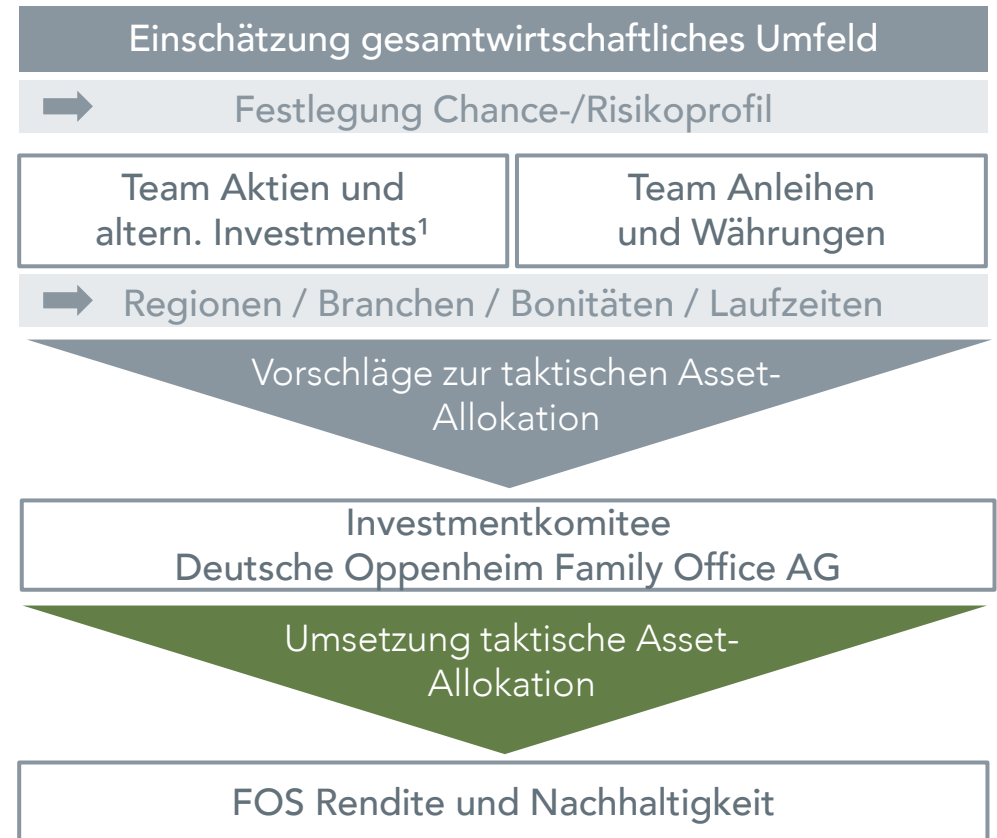 Einschätzung gesamtwirtschaftliches Umfeld
Festlegung Chance-/Risikoprofil
Team Aktien und
altern. Investments¹
Team Anleihen
und Währungen
Regionen / Branchen / Bonitäten / Laufzeiten
Vorschläge zur taktischen Asset-
Allokation
Investmentkomitee
Deutsche Oppenheim Family Office AG
Umsetzung taktische Asset-
Allokation
FOS Rendite und Nachhaltigkeit